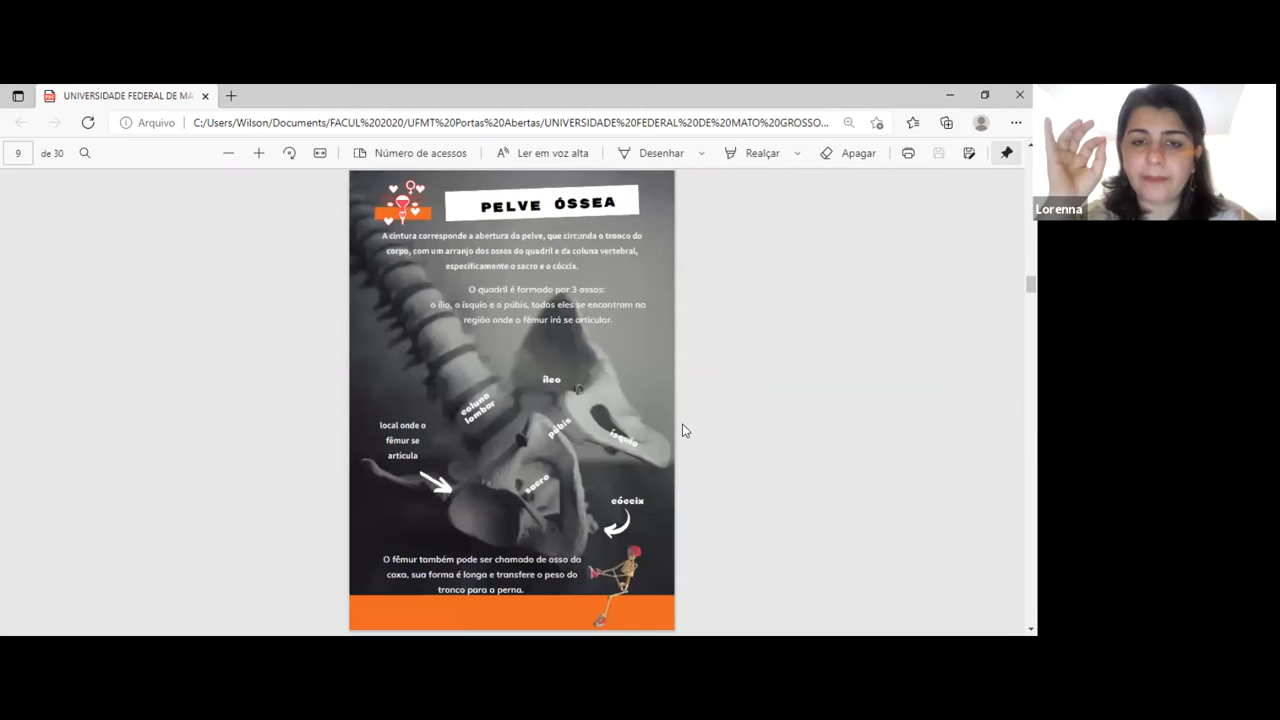 UNIVERSIDADE FEDERAL DE MA
Arquivo
C:/Users/Wilson/Documents/FACUL%202020/UFMT%20Portas%20Abertas/UNIVERSIDADE%20FEDERAL%20DE%20MATO%20GROSSO...
9 de 30
Número de acessos
Ler em voz alta
Desenhar
Realçar
Apagar
Lorenna
PELVE ÓSSEA
A cintura corresponde a abertura da pelve, que circunda o tronco do
corpo, com um arranjo dos ossos do quadril e da coluna vertebral,
especificamente o sacro e o cóccix.
O quadril é formado por 3 ossos:
o ílio, o ísquio e o púbis, todos eles se encontram na
região onde o fêmur irá se articular.
íleo
coluna
lombar
púbis
ísquio
local onde o
fêmur se
articula
sacro
cóccix
O fêmur também pode ser chamado de osso da
coxa, sua forma é longa e transfere o peso do
tronco para a perna.